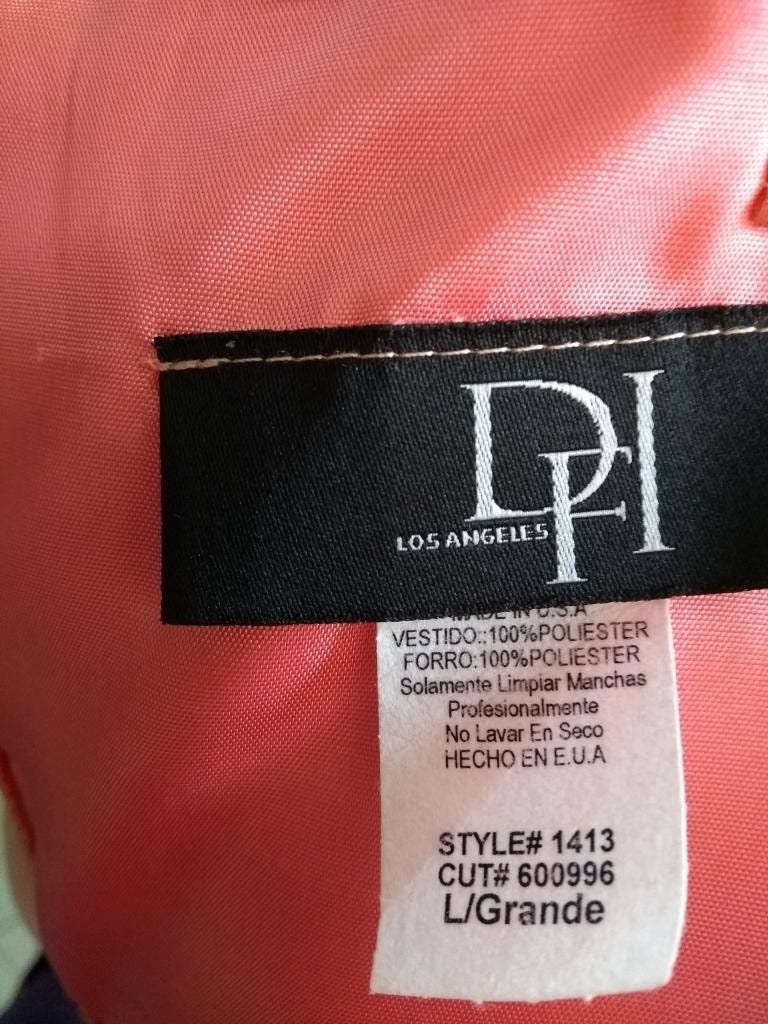 DFI
LOS ANGELES
MADE IN U.S.A
VESTIDO.:100%POLIESTER
FORRO:100%POLIESTER
Solamente Limpiar Manchas
Profesionalmente
No Lavar En Seco
HECHO EN E.U.A
STYLE# 1413
CUT# 600996
L/Grande